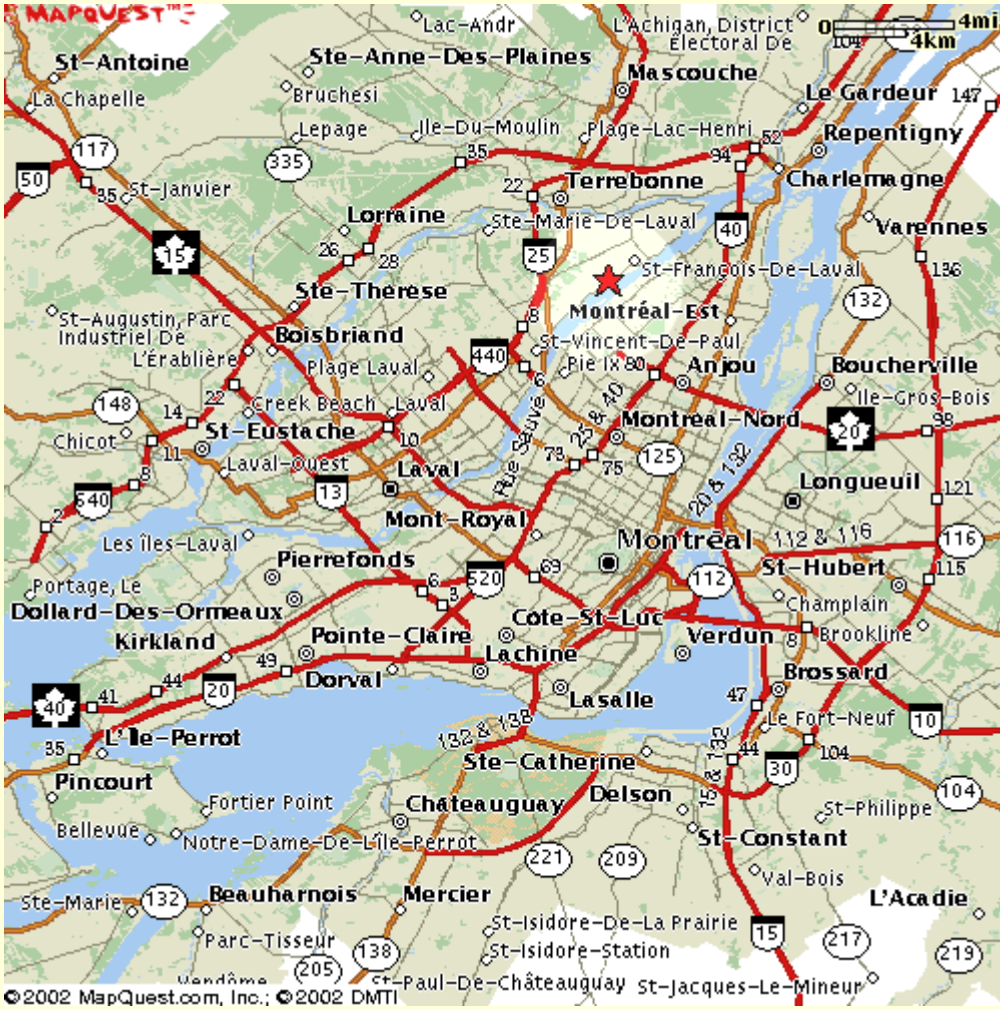 MAPQUEST™
Lac-Andr
L'Achigan, District
Électoral De
0
4mi
4km
104
St-Antoine
Ste-Anne-Des-Plaines
Mascouche
La Chapelle
Bruchesi
Le Gardeur
147
117
Lepage
Ile-Du-Moulin
Plage-Lac-Henri
52
Repentigny
335
35
94
50
35
St-Janvier
22
Terrebonne
Charlemagne
Lorraine
Ste-Marie-De-Laval
40
Varennes
15
26
28
25
St-François-De-Laval
136
Ste-Thérèse
Montréal-Est
132
St-Augustin, Parc
Industriel De
L'Érablière
Boisbriand
8
St-Vincent-De-Paul
440
Plage Laval
6
Pie Ix
80
Anjou
Boucherville
Ile-Gros-Bois
148
22
Creek Beach
Laval
Rue Sauvé
25 & 40
Montréal-Nord
20
98
14
Chicot
11
St-Eustache
10
73
75
125
20 & 132
Laval-Ouest
Laval
8
540
13
Longueuil
121
2
Mont-Royal
Les îles-Laval
Montréal
112 & 116
116
Pierrefonds
St-Hubert
115
Portage, Le
6
520
69
112
Dollard-Des-Ormeaux
3
Côte-St-Luc
Champlain
Kirkland
Pointe-Claire
Verdun
8
Brookline
49
Lachine
Brossard
44
20
Dorval
Lasalle
47
40
41
Le Fort-Neuf
10
35
L'Île-Perrot
132 & 138
15 & 132
44
104
Pincourt
Ste-Catherine
30
104
Fortier Point
Châteauguay
Delson
St-Philippe
Bellevue
Notre-Dame-De-L'île-Perrot
St-Constant
221
209
Val-Bois
Ste-Marie
132
Beauharnois
Mercier
L'Acadie
St-Isidore-De-La Prairie
15
217
Parc-Tisseur
138
St-Isidore-Station
219
Vendôme
205
St-Paul-De-Châteauguay
St-Jacques-Le-Mineur
©2002 MapQuest.com, Inc.; ©2002 DMTI